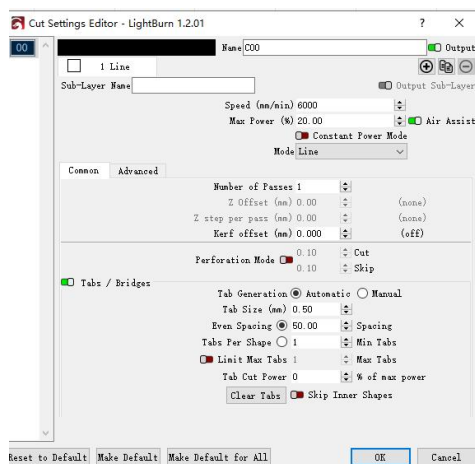 Cut Settings Editor - LightBurn 1.2.01 ? ×
00 Name C00 Output
1 Line
Sub-Layer Name Output Sub-Layer
Speed (mm/min) 6000
Max Power (%) 20.00 Air Assist
Constant Power Mode
Mode Line
Common Advanced
Number of Passes 1
Z Offset (mm) 0.00 (none)
Z step per pass (mm) 0.00 (none)
Kerf offset (mm) 0.000 (off)
Perforation Mode 0.10 Cut
0.10 Skip
Tabs / Bridges
Tab Generation Automatic Manual
Tab Size (mm) 0.50
Even Spacing 50.00 Spacing
Tabs Per Shape 1 Min Tabs
Limit Max Tabs 1 Max Tabs
Tab Cut Power 0 % of max power
Clear Tabs Skip Inner Shapes
Reset to Default Make Default Make Default for All OK Cancel